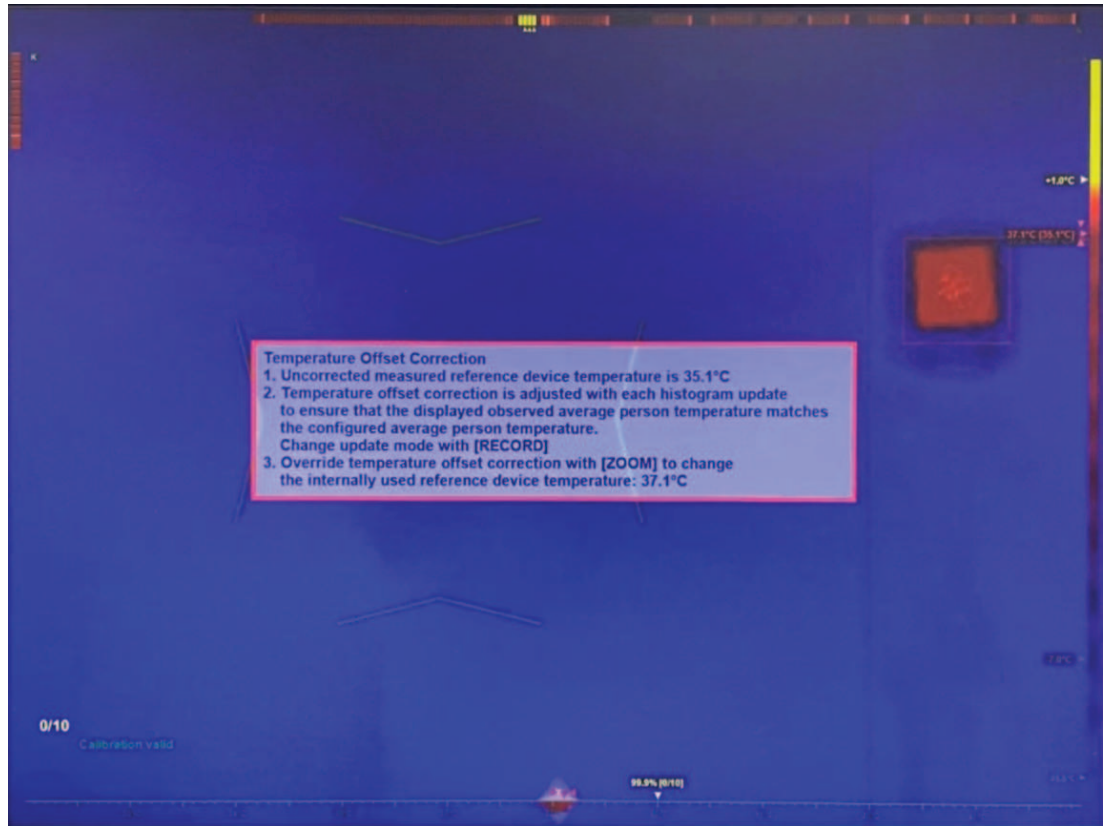 K
+1.0°C
37.1°C [35.1°C]
Temperature Offset Correction
1. Uncorrected measured reference device temperature is 35.1°C
2. Temperature offset correction is adjusted with each histogram update
to ensure that the displayed observed average person temperature matches
the configured average person temperature.
Change update mode with [RECORD]
3. Override temperature offset correction with [ZOOM] to change
the internally used reference device temperature: 37.1°C
0/10
Calibration valid
99.9% [0/10]